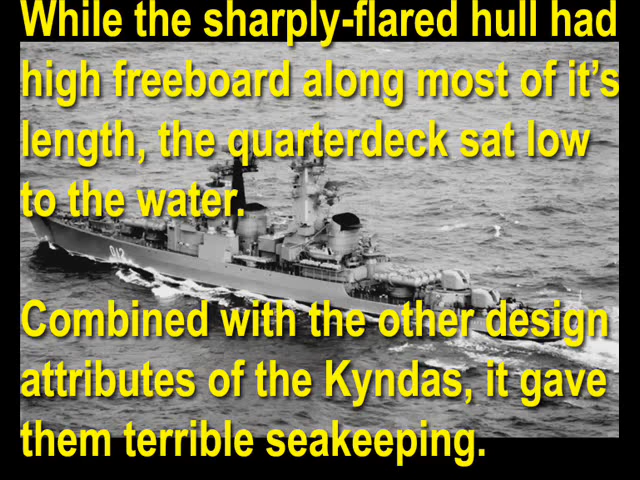 While the sharply-flared hull had
high freeboard along most of it's
length, the quarterdeck sat low
to the water.
012
Combined with the other design
attributes of the Kyndas, it gave
them terrible seakeeping.